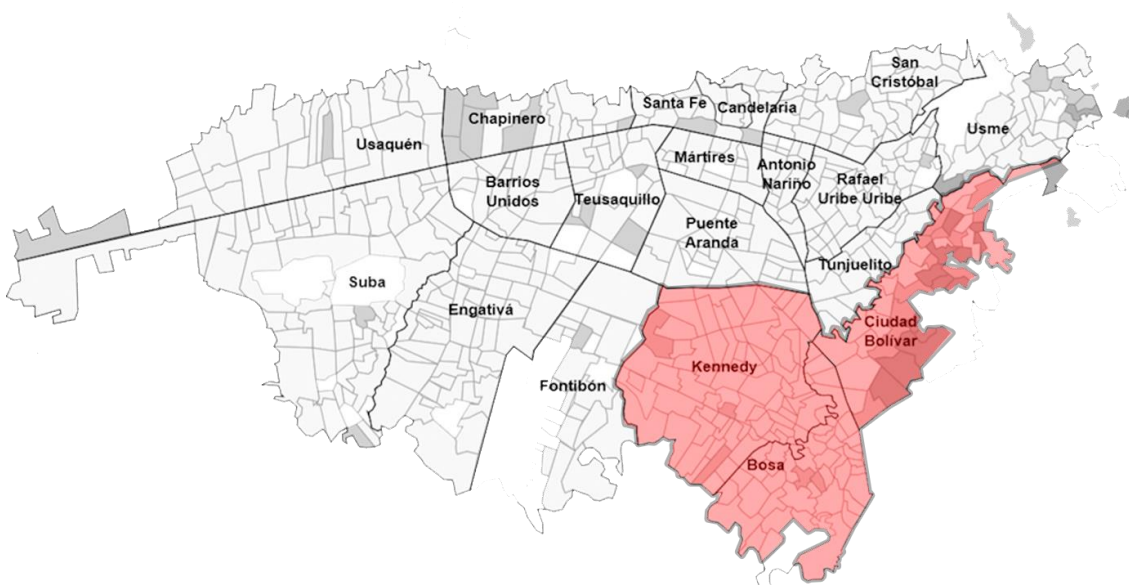 San
Cristóbal
Santa Fe
Candelaria
Chapinero
Usme
Usaquén
Mártires
Antonio
Nariño
Rafael
Uribe Uribe
Barrios
Unidos
Teusaquillo
Puente
Aranda
Tunjuelito
Suba
Engativá
Ciudad
Bolívar
Kennedy
Fontibón
Bosa